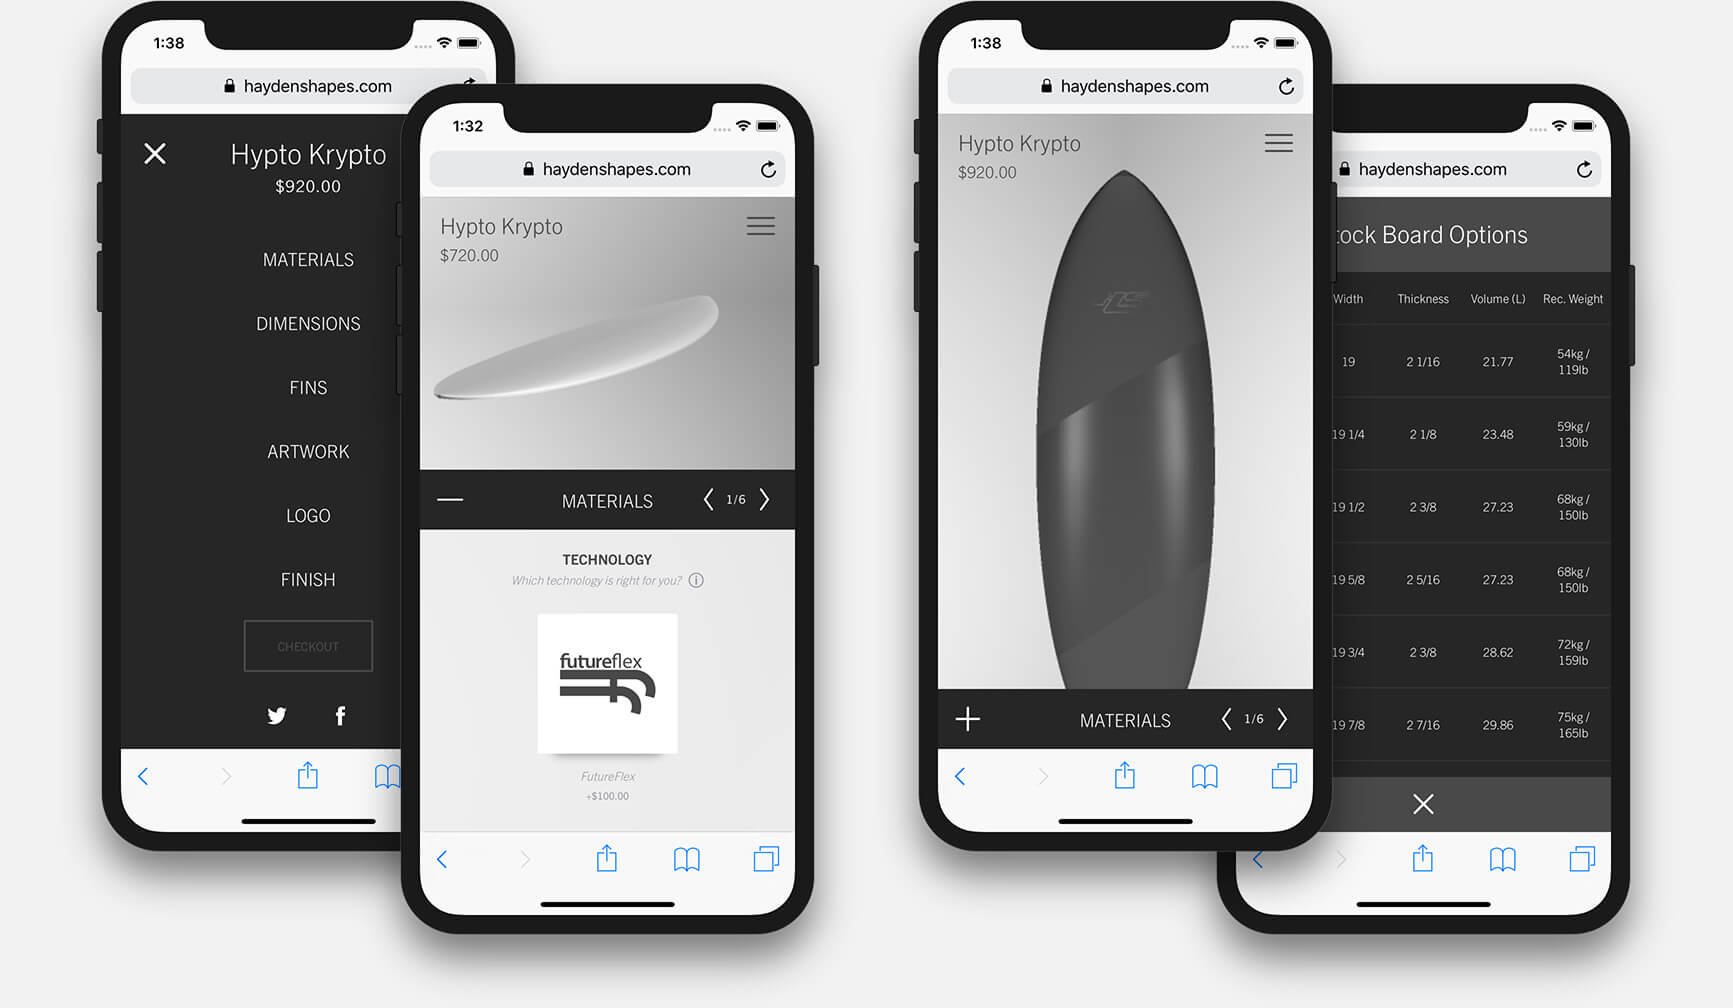 1:38
haydenshapes.com
Hypto Krypto
$920.00
MATERIALS
DIMENSIONS
FINS
ARTWORK
LOGO
FINISH
CHECKOUT
1:32
haydenshapes.com
Hypto Krypto
$720.00
MATERIALS 1/6
TECHNOLOGY
Which technology is right for you?
futureflex
FutureFlex
+$100.00
1:38
haydenshapes.com
Hypto Krypto
$920.00
MATERIALS 1/6
haydenshapes.com
Board Options
Width Thickness Volume (L) Rec. Weight
19 2 1/16 21.77 54kg /
119lb
19 1/4 2 1/8 23.48 59kg /
130lb
19 1/2 2 3/8 27.23 68kg /
150lb
19 5/8 2 5/16 27.23 68kg /
150lb
19 3/4 2 3/8 28.62 72kg /
159lb
19 7/8 2 7/16 29.86 75kg /
165lb